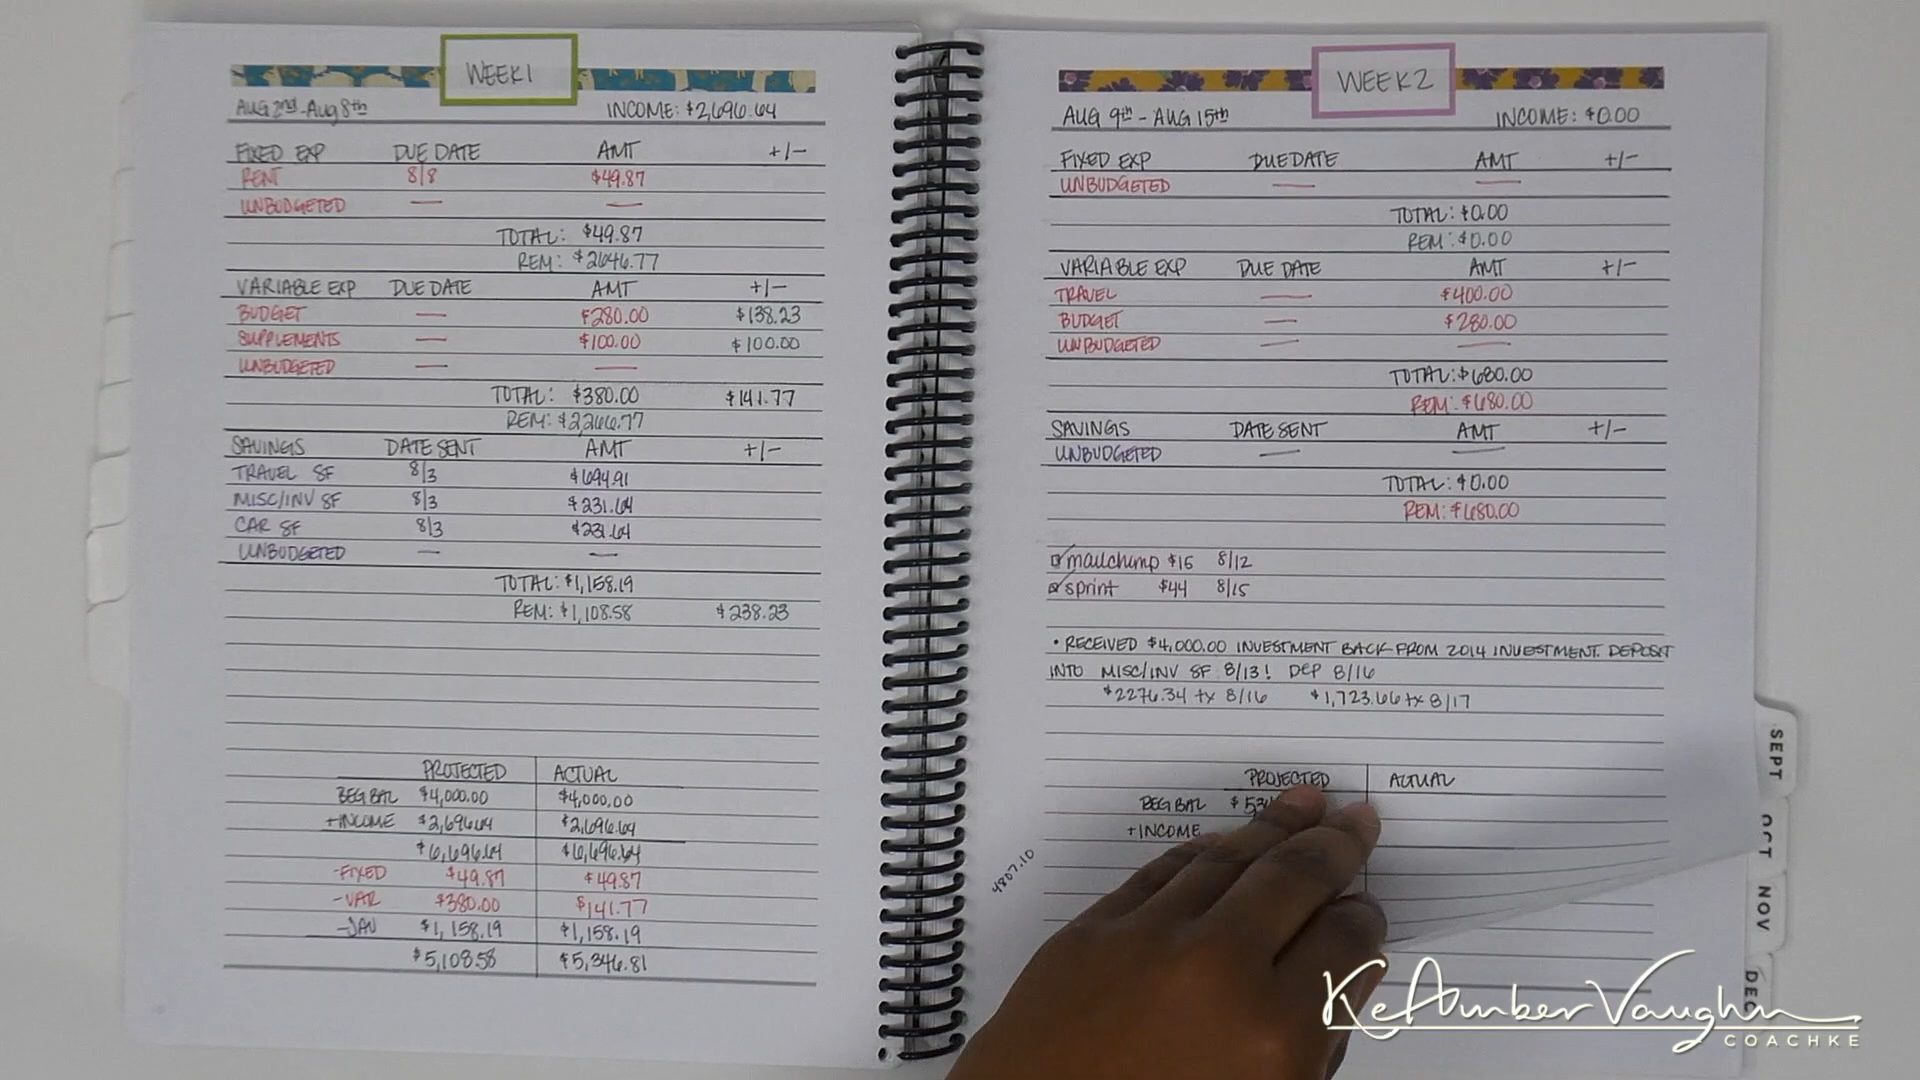 WEEK 1
AUG 2nd - AUG 8th INCOME: $2,696.64
FIXED EXP DUE DATE AMT +/-
RENT 8/8 $49.87
UNBUDGETED — —
TOTAL: $49.87
REM: $2646.77
VARIABLE EXP DUE DATE AMT +/-
BUDGET — $280.00 $138.23
SUPPLEMENTS — $100.00 $100.00
UNBUDGETED — —
TOTAL: $380.00 $141.77
REM: $2,266.77
SAVINGS DATE SENT AMT +/-
TRAVEL SF 8/3 $694.91
MISC/INV SF 8/3 $231.64
CAR SF 8/3 $231.64
UNBUDGETED — —
TOTAL: $1,158.19
REM: $1,108.58 $238.23
PROJECTED ACTUAL
BEG BAL $4,000.00 $4,000.00
+INCOME $2,696.64 $2,696.64
$6,696.64 $6,696.64
-FIXED $49.87 $49.87
-VAR $380.00 $141.77
-SAV $1,158.19 $1,158.19
$5,108.58 $5,346.81
WEEK 2
AUG 9th - AUG 15th INCOME: $0.00
FIXED EXP DUE DATE AMT +/-
UNBUDGETED — —
TOTAL: $0.00
REM: $0.00
VARIABLE EXP DUE DATE AMT +/-
TRAVEL — $400.00
BUDGET — $280.00
UNBUDGETED — —
TOTAL: $680.00
REM: $680.00
SAVINGS DATE SENT AMT +/-
UNBUDGETED — —
TOTAL: $0.00
REM: $680.00
mailchimp $15 8/12
sprint $44 8/15
• RECEIVED $4,000.00 INVESTMENT BACK FROM 2014 INVESTMENT. DEPOSIT
INTO MISC/INV SF 8/13! DEP 8/16
$2276.34 tx 8/16 $1,723.66 tx 8/17
PROJECTED ACTUAL
BEG BAL
+INCOME
4807.10
SEPT
OCT
NOV
DEC
KeAmber Vaughn
COACHKE